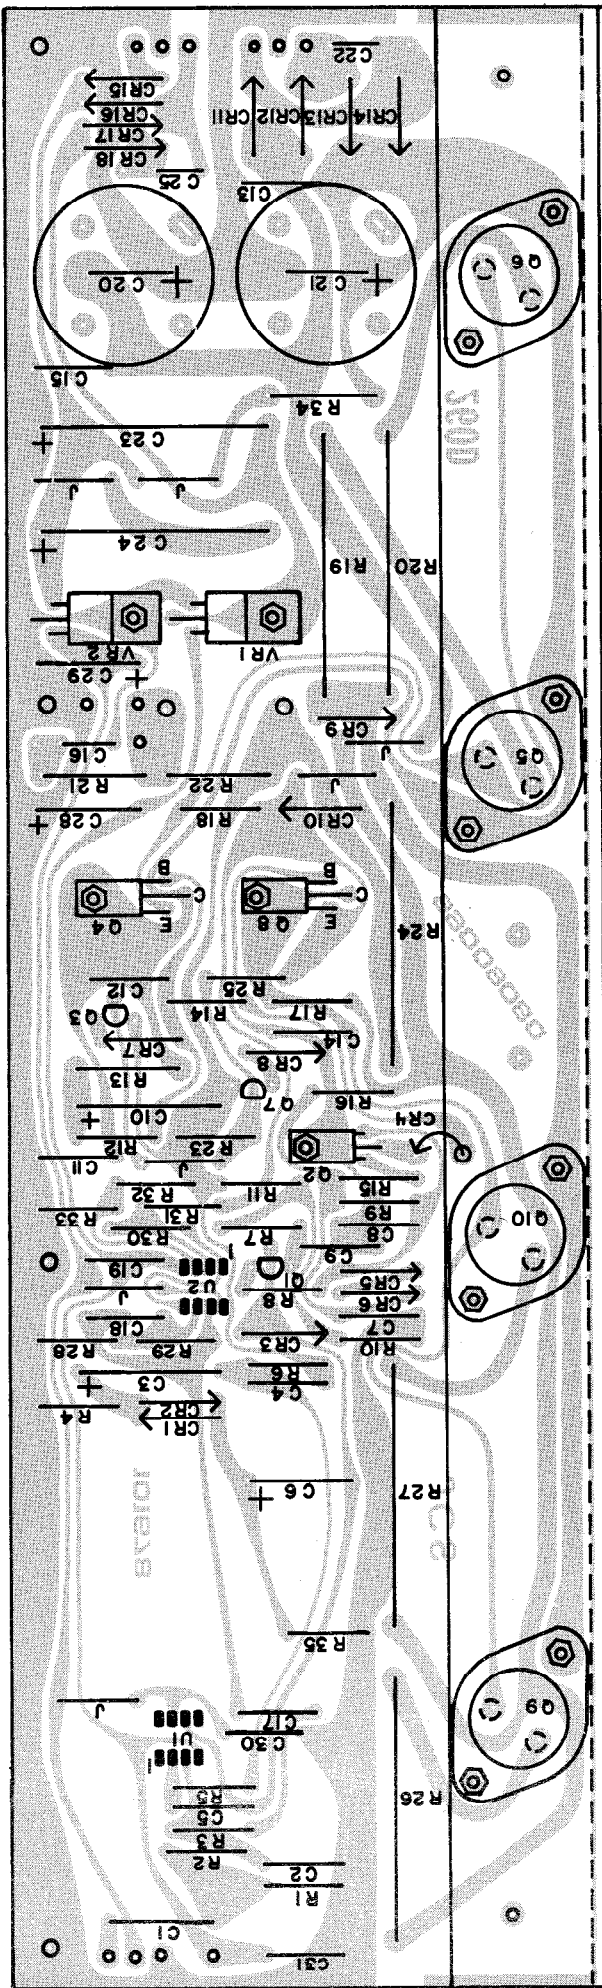 C22
CR15
CR16
CR17
CR18
CR11
CR12
CR13
CR14
C25
C13
Q6
C20
+
C21
+
C15
R34
C23
+
J
J
C24
+
R19
R20
VR2
VR1
C29
+
CR9
C16
J
Q5
R21
R22
J
C28
+
R18
CR10
B
C
E
Q4
B
C
E
Q8
R24
C12
R25
Q3
R14
R17
C14
CR7
CR8
R13
R16
Q7
C10
+
CR4
R12
R23
C11
J
Q2
R32
R11
R15
R33
R31
R9
Q10
R30
R7
C8
C9
C19
1
U2
Q1
CR5
J
R8
CR6
C18
C7
R28
R29
CR3
R10
C3
+
R6
C4
R4
CR2
CR1
C6
+
R27
R35
J
C17
Q9
U1
C30
1
R5
C5
R3
R26
R2
C2
R1
C1
C31